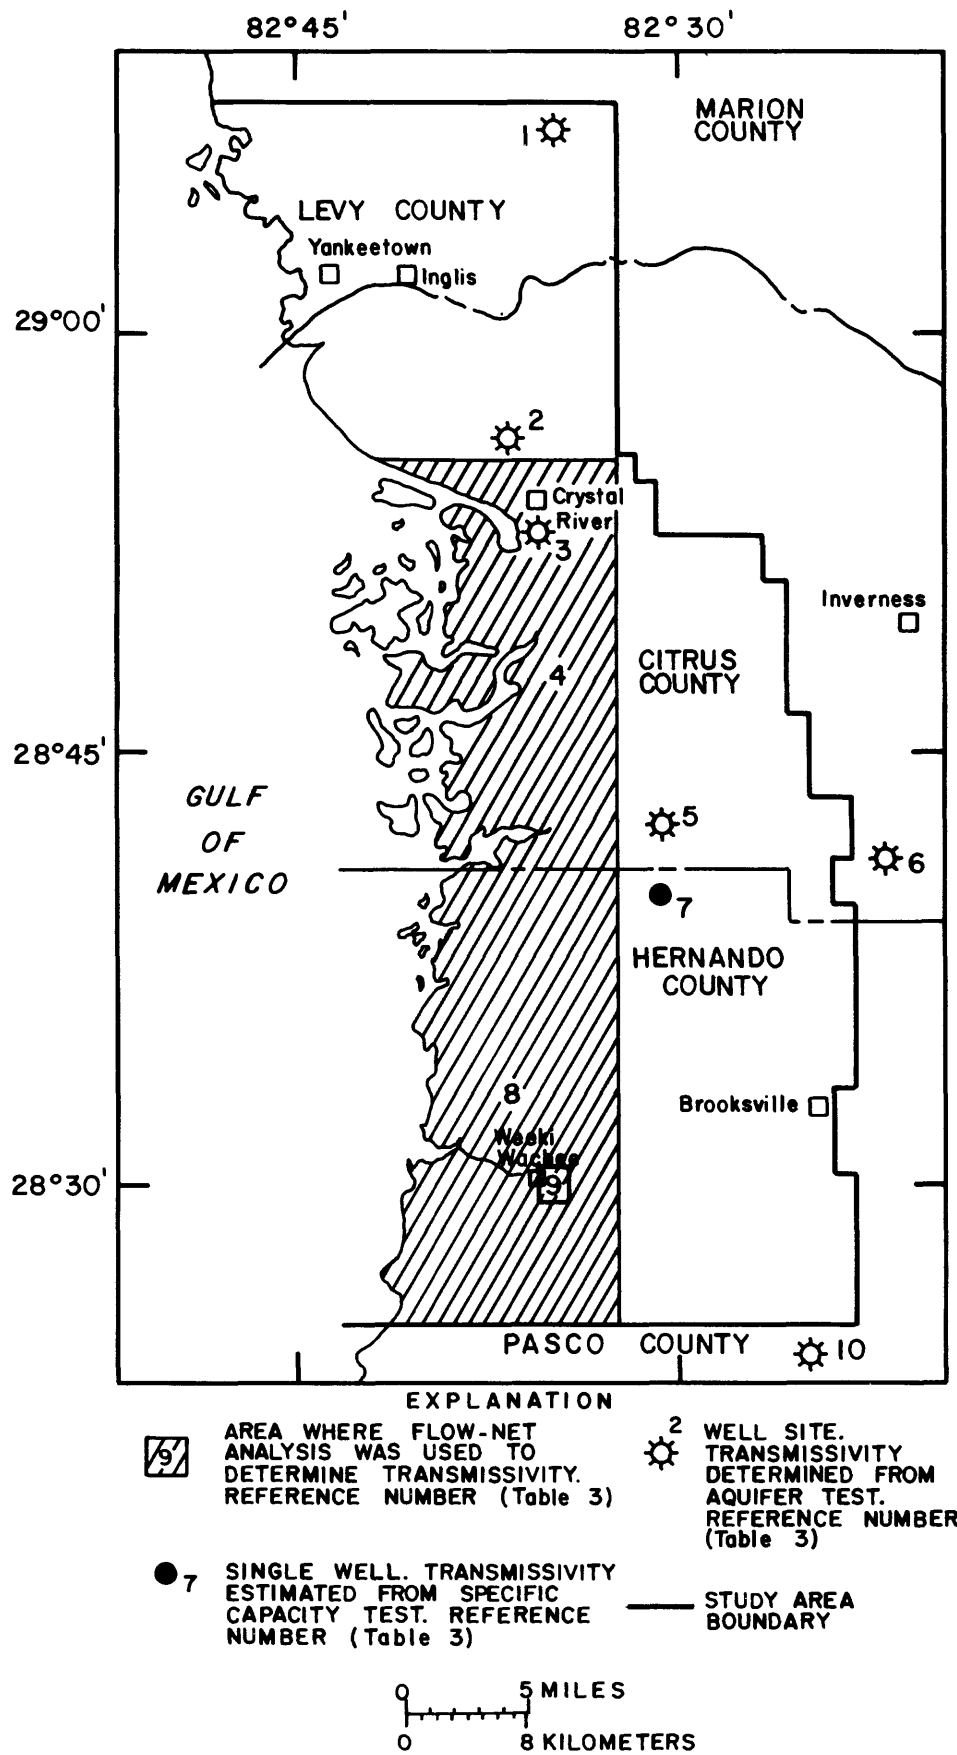 82°45'
82°30'
MARION
COUNTY
1
LEVY COUNTY
Yankeetown
Inglis
29°00'
2
Crystal
River
3
Inverness
CITRUS
COUNTY
4
28°45'
GULF
OF
MEXICO
5
6
7
HERNANDO
COUNTY
8
Brooksville
Weeki
Wachee
28°30'
9
PASCO COUNTY
10
EXPLANATION
9
AREA WHERE FLOW-NET
ANALYSIS WAS USED TO
DETERMINE TRANSMISSIVITY.
REFERENCE NUMBER (Table 3)
2
WELL SITE.
TRANSMISSIVITY
DETERMINED FROM
AQUIFER TEST.
REFERENCE NUMBER
(Table 3)
7
SINGLE WELL. TRANSMISSIVITY
ESTIMATED FROM SPECIFIC
CAPACITY TEST. REFERENCE
NUMBER (Table 3)
STUDY AREA
BOUNDARY
0 5 MILES
0 8 KILOMETERS